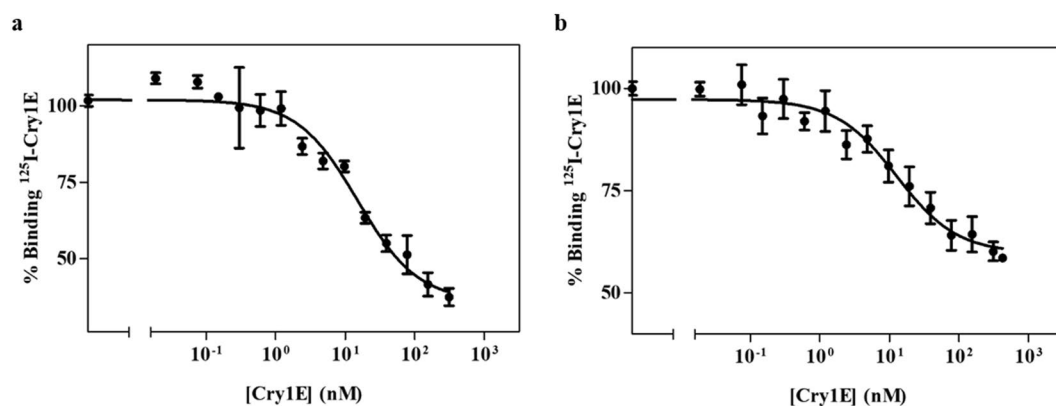 a
% Binding ¹²⁵I-Cry1E
100
75
50
10⁻¹ 10⁰ 10¹ 10² 10³
[Cry1E] (nM)
b
% Binding ¹²⁵I-Cry1E
100
75
50
10⁻¹ 10⁰ 10¹ 10² 10³
[Cry1E] (nM)